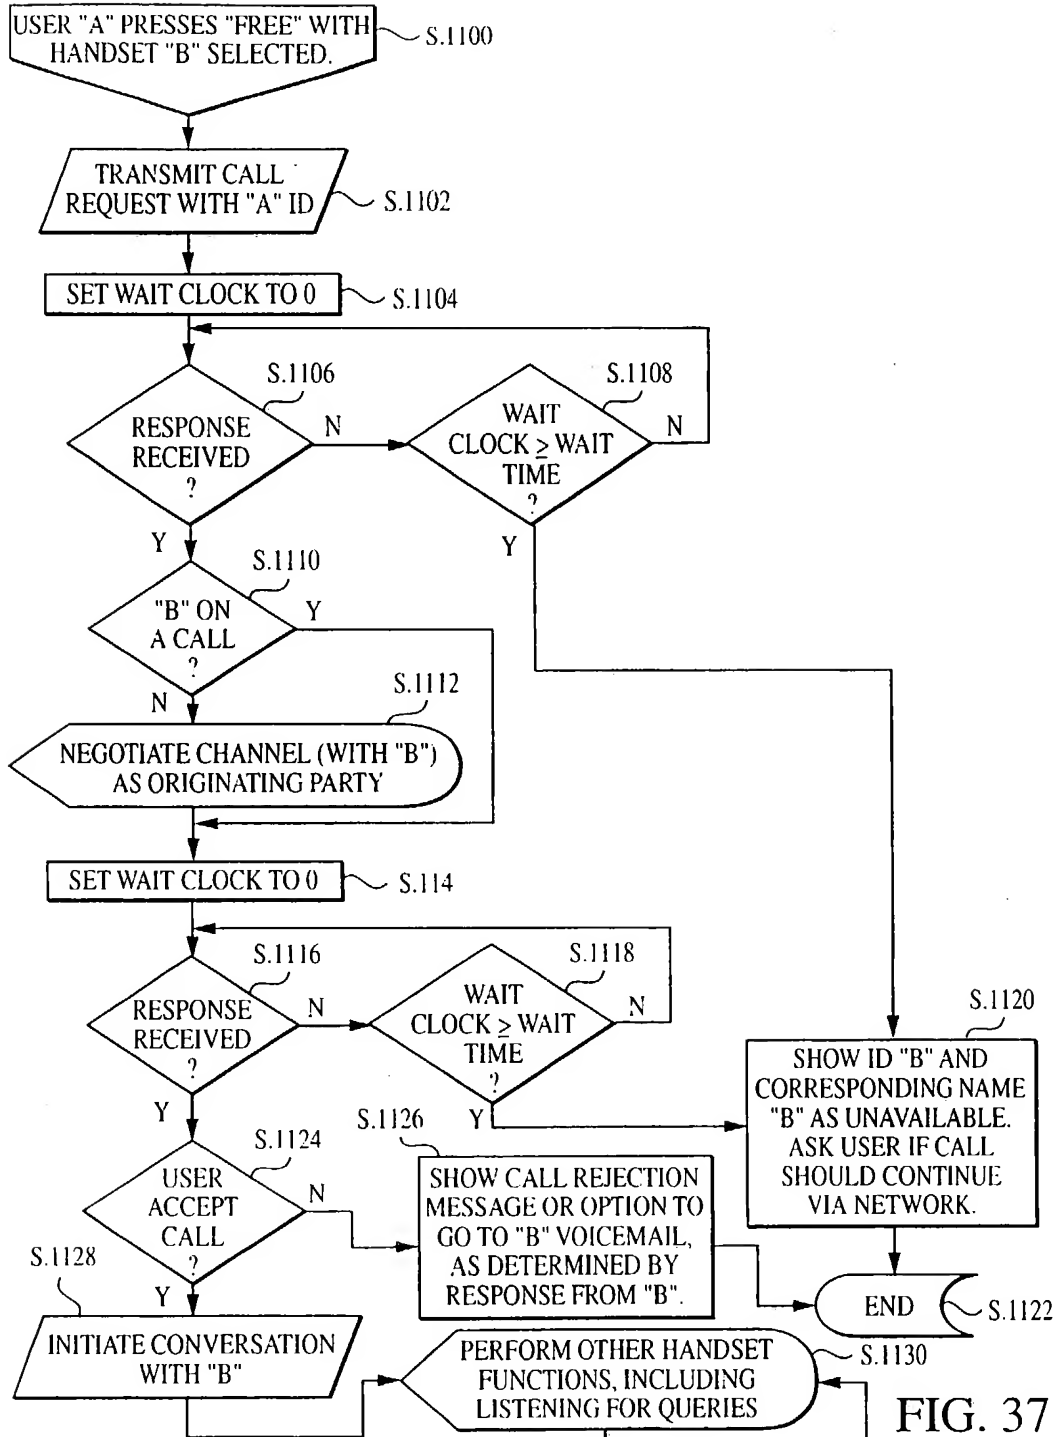 USER "A" PRESSES "FREE" WITH
HANDSET "B" SELECTED.
S.1100
TRANSMIT CALL
REQUEST WITH "A" ID
S.1102
SET WAIT CLOCK TO 0
S.1104
S.1106
RESPONSE
RECEIVED
?
N
Y
S.1108
WAIT
CLOCK ≥ WAIT
TIME
?
N
Y
S.1110
"B" ON
A CALL
?
Y
N
S.1112
NEGOTIATE CHANNEL (WITH "B")
AS ORIGINATING PARTY
SET WAIT CLOCK TO 0
S.114
S.1116
RESPONSE
RECEIVED
?
N
Y
S.1118
WAIT
CLOCK ≥ WAIT
TIME
?
N
Y
S.1120
SHOW ID "B" AND
CORRESPONDING NAME
"B" AS UNAVAILABLE.
ASK USER IF CALL
SHOULD CONTINUE
VIA NETWORK.
S.1124
USER
ACCEPT
CALL
?
N
Y
S.1126
SHOW CALL REJECTION
MESSAGE OR OPTION TO
GO TO "B" VOICEMAIL,
AS DETERMINED BY
RESPONSE FROM "B".
END
S.1122
S.1128
INITIATE CONVERSATION
WITH "B"
PERFORM OTHER HANDSET
FUNCTIONS, INCLUDING
LISTENING FOR QUERIES
S.1130
FIG. 37